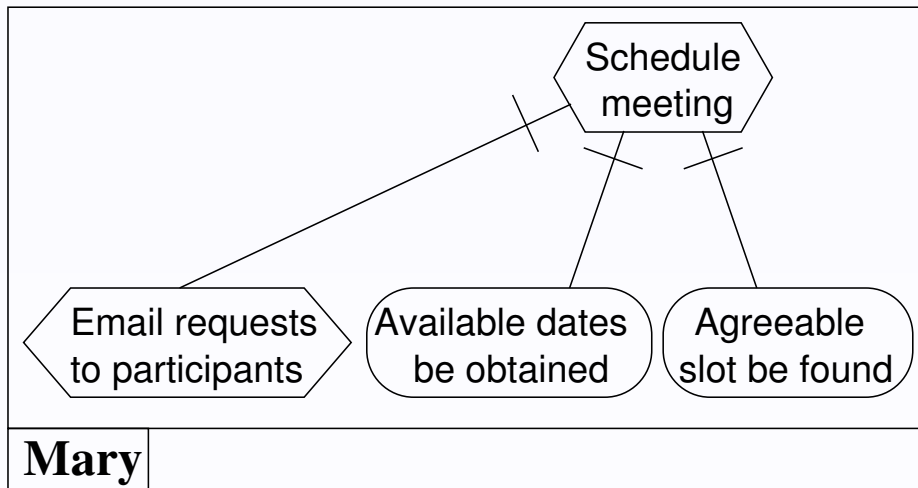 Schedule
meeting
Email requests
to participants
Available dates
be obtained
Agreeable
slot be found
Mary